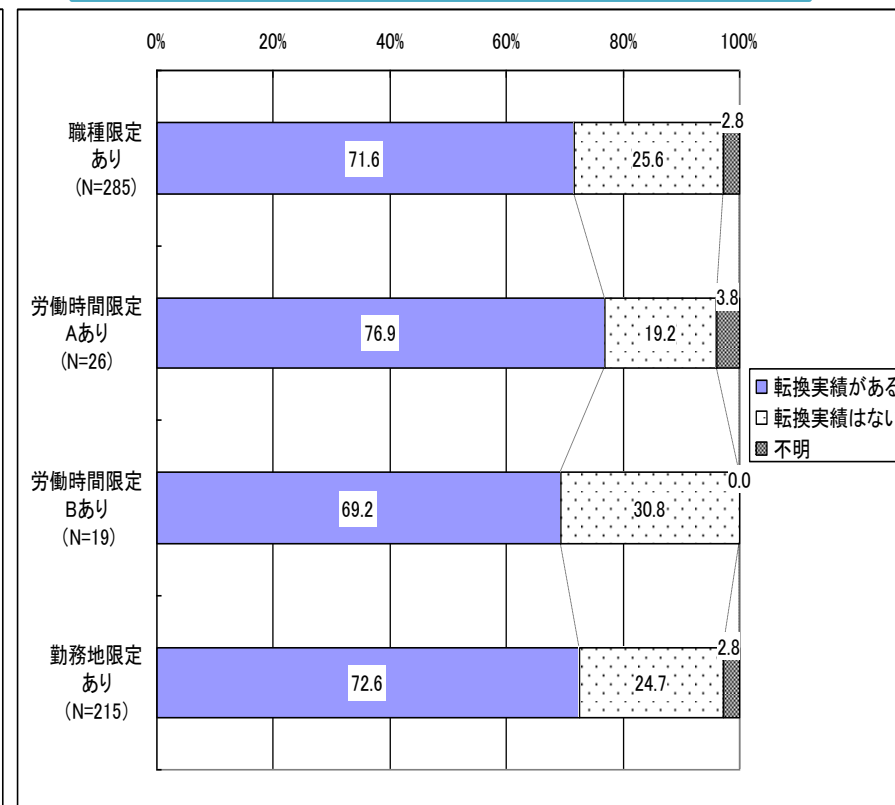 0% 20% 40% 60% 80% 100%
職種限定
あり
(N=285)
71.6 25.6 2.8
労働時間限定
Aあり
(N=26)
76.9 19.2 3.8
労働時間限定
Bあり
(N=19)
69.2 30.8 0.0
勤務地限定
あり
(N=215)
72.6 24.7 2.8
転換実績がある
転換実績はない
不明